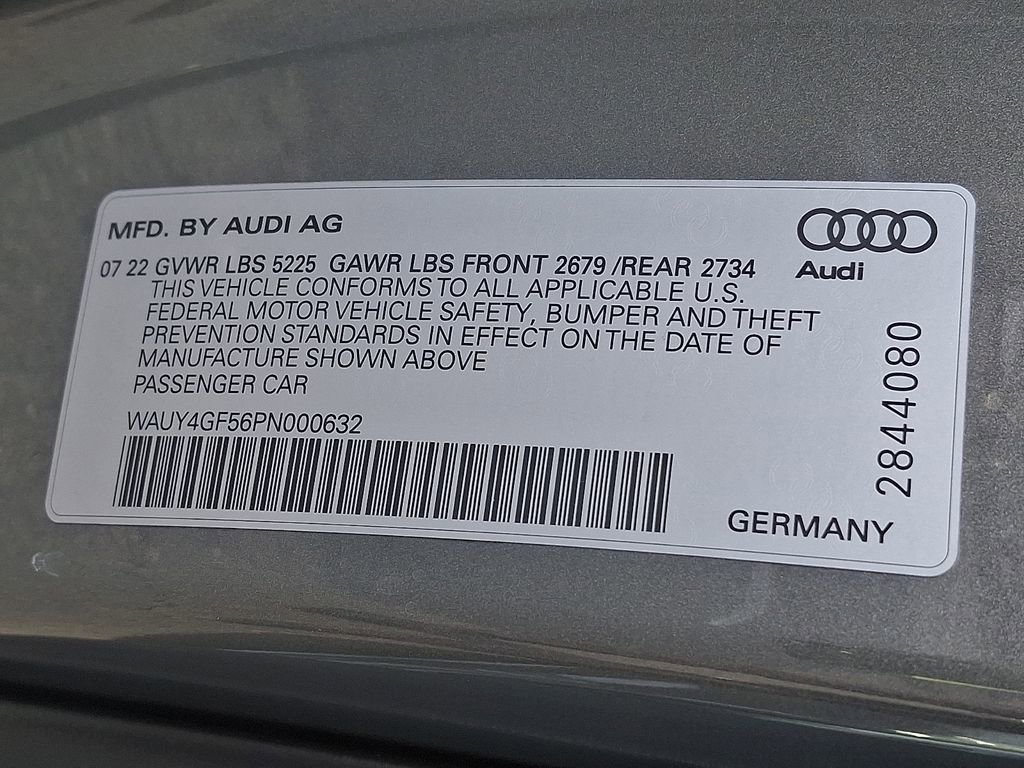 MFD. BY AUDI AG
07 22 GVWR LBS 5225 GAWR LBS FRONT 2679 /REAR 2734
THIS VEHICLE CONFORMS TO ALL APPLICABLE U.S.
FEDERAL MOTOR VEHICLE SAFETY, BUMPER AND THEFT
PREVENTION STANDARDS IN EFFECT ON THE DATE OF
MANUFACTURE SHOWN ABOVE
PASSENGER CAR
WAUY4GF56PN000632
Audi
2844080
GERMANY